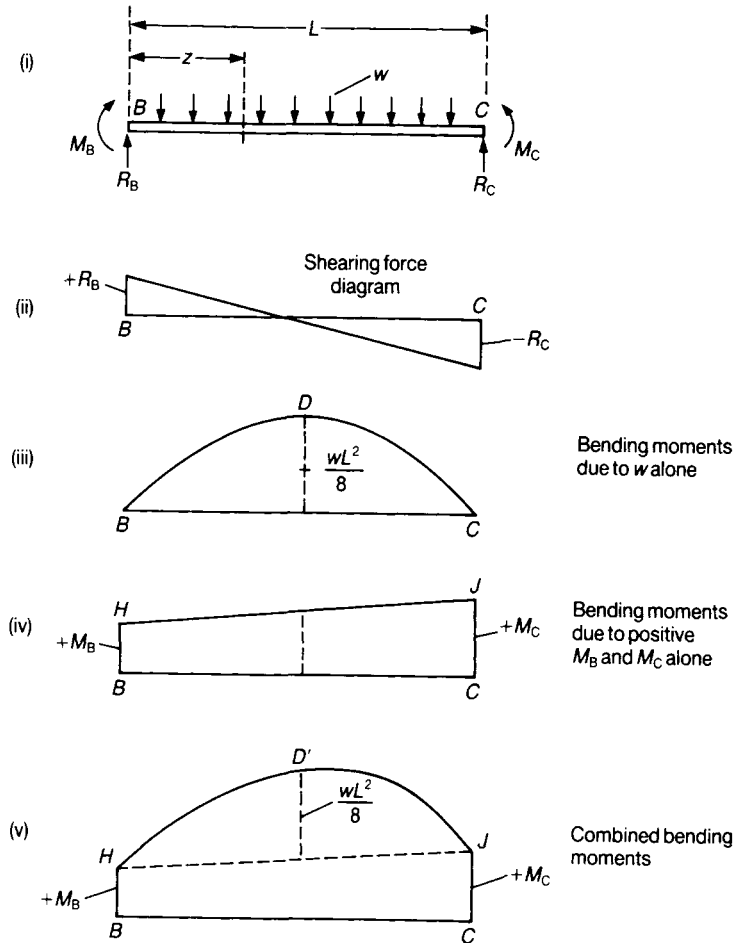 L
(i)
z
w
B
C
M_B
M_C
R_B
R_C
Shearing force
diagram
+R_B
(ii)
B
C
−R_C
D
(iii)
+ wL²/8
Bending moments
due to w alone
B
C
J
H
(iv)
+M_B
+M_C
Bending moments
due to positive
M_B and M_C alone
B
C
D'
wL²/8
(v)
H
J
Combined bending
moments
+M_B
+M_C
B
C